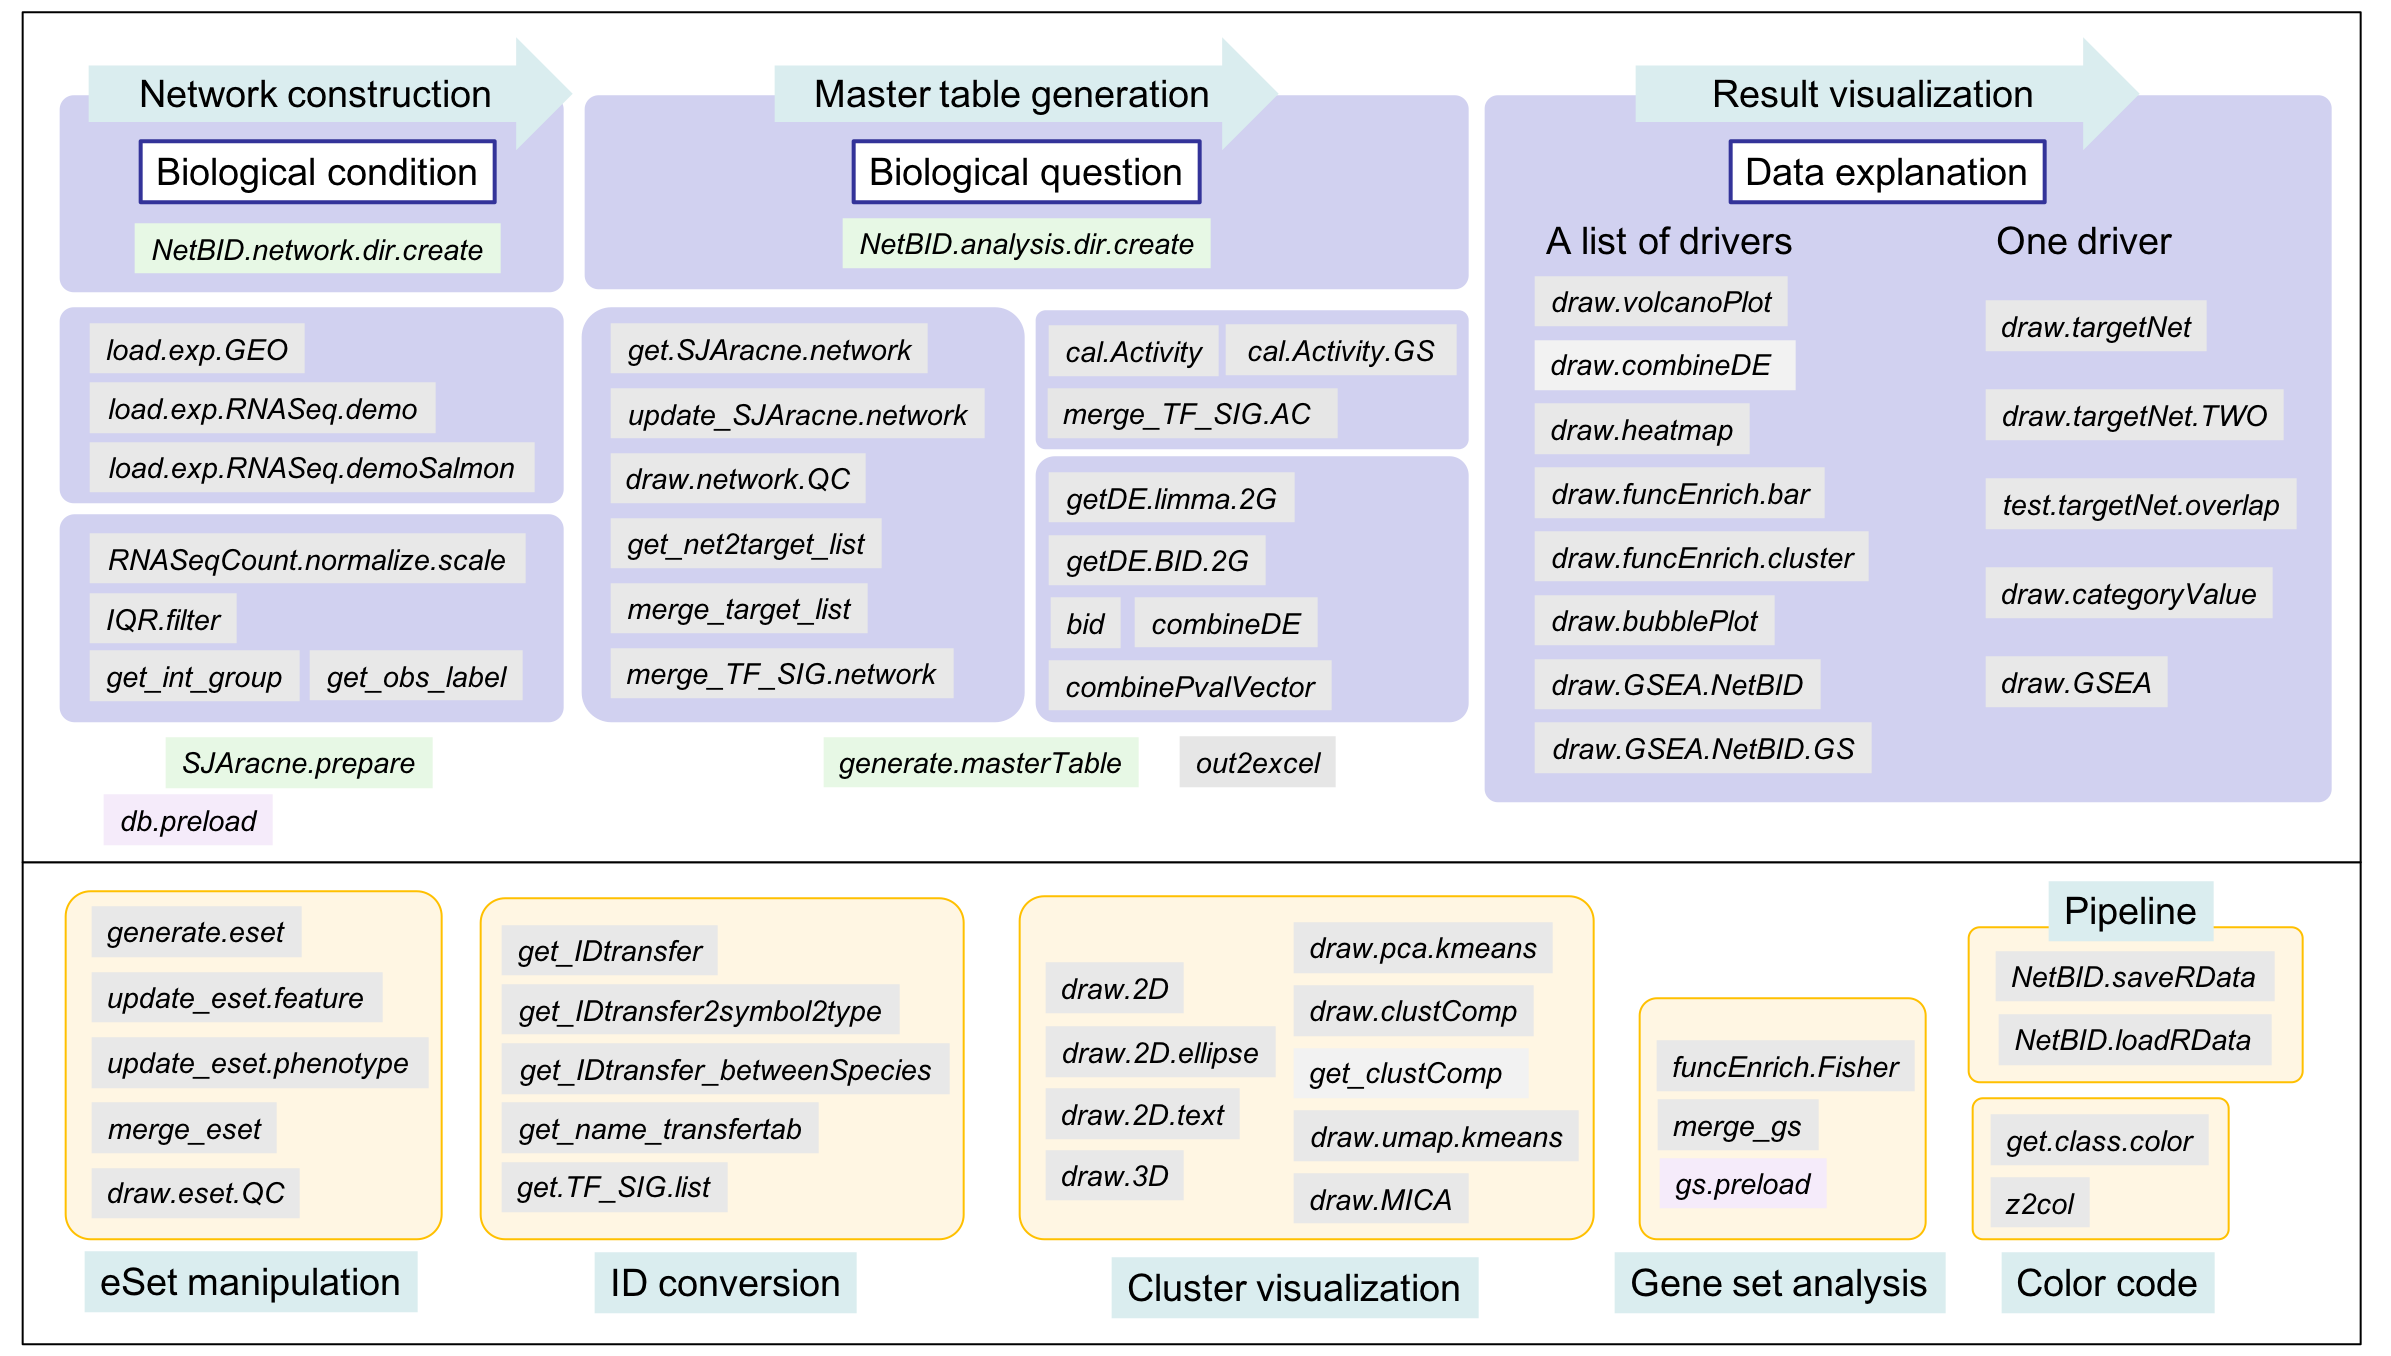 Network construction
Biological condition
NetBID.network.dir.create
load.exp.GEO
load.exp.RNASeq.demo
load.exp.RNASeq.demoSalmon
RNASeqCount.normalize.scale
IQR.filter
get_int_group get_obs_label
SJAracne.prepare
db.preload
Master table generation
Biological question
NetBID.analysis.dir.create
get.SJAracne.network
update_SJAracne.network
draw.network.QC
get_net2target_list
merge_target_list
merge_TF_SIG.network
cal.Activity cal.Activity.GS
merge_TF_SIG.AC
getDE.limma.2G
getDE.BID.2G
bid combineDE
combinePvalVector
generate.masterTable out2excel
Result visualization
Data explanation
A list of drivers
draw.volcanoPlot
draw.combineDE
draw.heatmap
draw.funcEnrich.bar
draw.funcEnrich.cluster
draw.bubblePlot
draw.GSEA.NetBID
draw.GSEA.NetBID.GS
One driver
draw.targetNet
draw.targetNet.TWO
test.targetNet.overlap
draw.categoryValue
draw.GSEA
generate.eset
update_eset.feature
update_eset.phenotype
merge_eset
draw.eset.QC
eSet manipulation
get_IDtransfer
get_IDtransfer2symbol2type
get_IDtransfer_betweenSpecies
get_name_transfertab
get.TF_SIG.list
ID conversion
draw.2D
draw.2D.ellipse
draw.2D.text
draw.3D
draw.pca.kmeans
draw.clustComp
get_clustComp
draw.umap.kmeans
draw.MICA
Cluster visualization
funcEnrich.Fisher
merge_gs
gs.preload
Gene set analysis
Pipeline
NetBID.saveRData
NetBID.loadRData
get.class.color
z2col
Color code